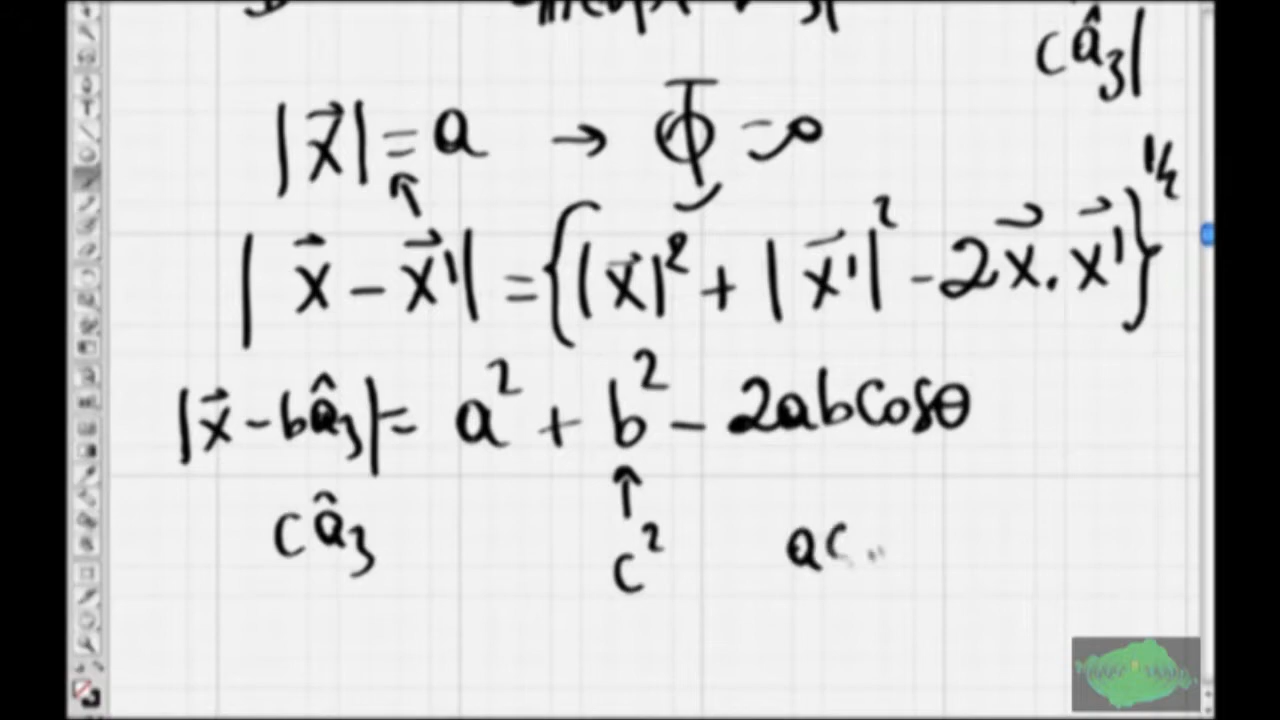 câ₃|
|x⃗| = a → Φ = 0
|x⃗ - x⃗'| = {|x⃗|² + |x⃗'|² - 2x⃗.x⃗'}^1/2
|x⃗ - bâ₃| = a² + b² - 2abcosθ
↑
câ₃ c² ac